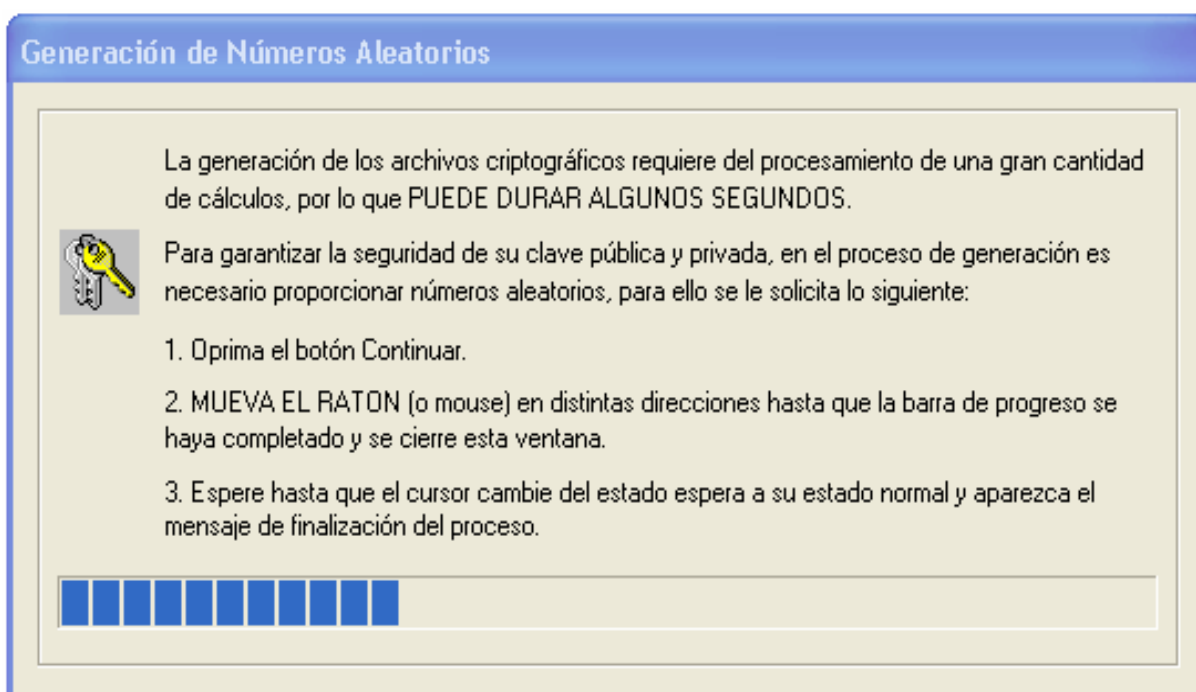 Generación de Números Aleatorios
La generación de los archivos criptográficos requiere del procesamiento de una gran cantidad
de cálculos, por lo que PUEDE DURAR ALGUNOS SEGUNDOS.
Para garantizar la seguridad de su clave pública y privada, en el proceso de generación es
necesario proporcionar números aleatorios, para ello se le solicita lo siguiente:
1. Oprima el botón Continuar.
2. MUEVA EL RATON (o mouse) en distintas direcciones hasta que la barra de progreso se
haya completado y se cierre esta ventana.
3. Espere hasta que el cursor cambie del estado espera a su estado normal y aparezca el
mensaje de finalización del proceso.